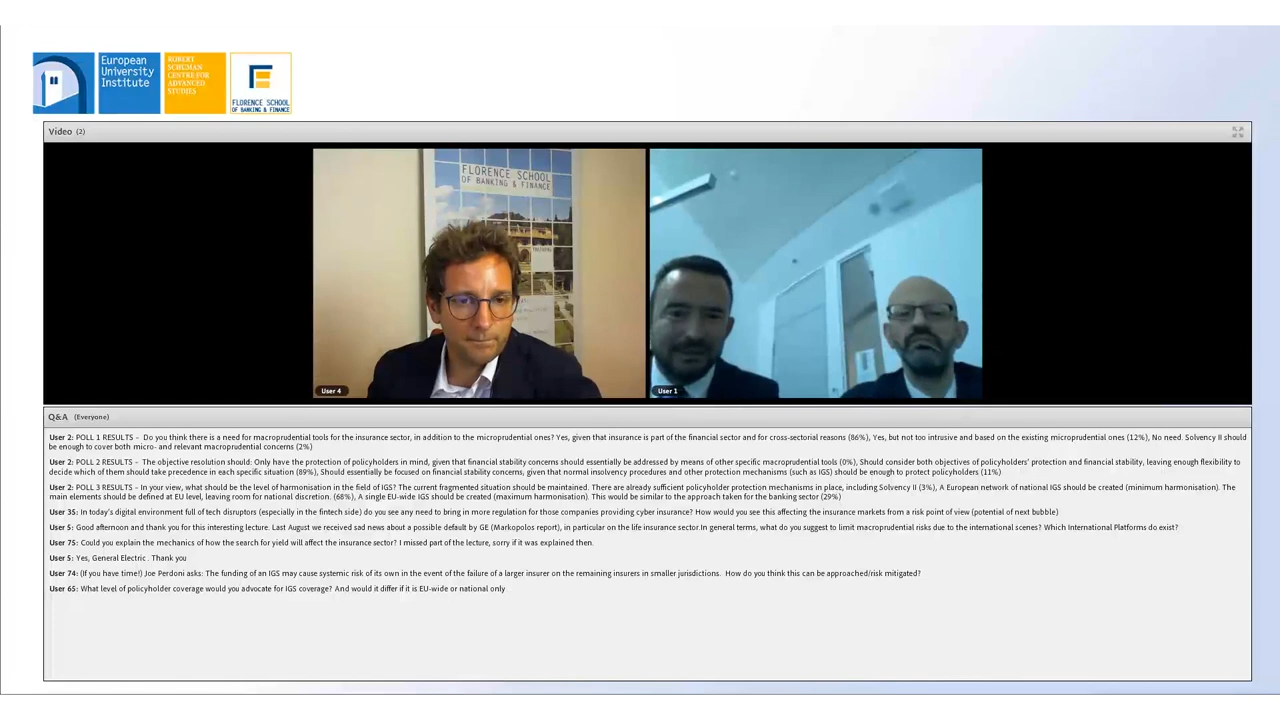 European
University
Institute
ROBERT
SCHUMAN
CENTRE FOR
ADVANCED
STUDIES
FLORENCE SCHOOL
OF BANKING & FINANCE
Video (2)
FLORENCE SCHOOL
OF BANKING & FINANCE
User 4
User 1
Q&A (Everyone)
User 2: POLL 1 RESULTS - Do you think there is a need for macroprudential tools for the insurance sector, in addition to the microprudential ones? Yes, given that insurance is part of the financial sector and for cross-sectorial reasons (86%), Yes, but not too intrusive and based on the existing microprudential ones (12%), No need. Solvency II should
be enough to cover both micro- and relevant macroprudential concerns (2%)
User 2: POLL 2 RESULTS - The objective resolution should: Only have the protection of policyholders in mind, given that financial stability concerns should essentially be addressed by means of other specific macroprudential tools (0%), Should consider both objectives of policyholders' protection and financial stability, leaving enough flexibility to
decide which of them should take precedence in each specific situation (89%), Should essentially be focused on financial stability concerns, given that normal insolvency procedures and other protection mechanisms (such as IGS) should be enough to protect policyholders (11%)
User 2: POLL 3 RESULTS - In your view, what should be the level of harmonisation in the field of IGS? The current fragmented situation should be maintained. There are already sufficient policyholder protection mechanisms in place, including Solvency II (3%), A European network of national IGS should be created (minimum harmonisation). The
main elements should be defined at EU level, leaving room for national discretion. (68%), A single EU-wide IGS should be created (maximum harmonisation). This would be similar to the approach taken for the banking sector (29%)
User 35: In today's digital environment full of tech disruptors (especially in the fintech side) do you see any need to bring in more regulation for those companies providing cyber insurance? How would you see this affecting the insurance markets from a risk point of view (potential of next bubble)
User 5: Good afternoon and thank you for this interesting lecture. Last August we received sad news about a possible default by GE (Markopolos report), in particular on the life insurance sector.In general terms, what do you suggest to limit macroprudential risks due to the international scenes? Which International Platforms do exist?
User 75: Could you explain the mechanics of how the search for yield will affect the insurance sector? I missed part of the lecture, sorry if it was explained then.
User 5: Yes, General Electric . Thank you
User 74: (If you have time!) Joe Perdoni asks: The funding of an IGS may cause systemic risk of its own in the event of the failure of a larger insurer on the remaining insurers in smaller jurisdictions. How do you think this can be approached/risk mitigated?
User 65: What level of policyholder coverage would you advocate for IGS coverage? And would it differ if it is EU-wide or national only